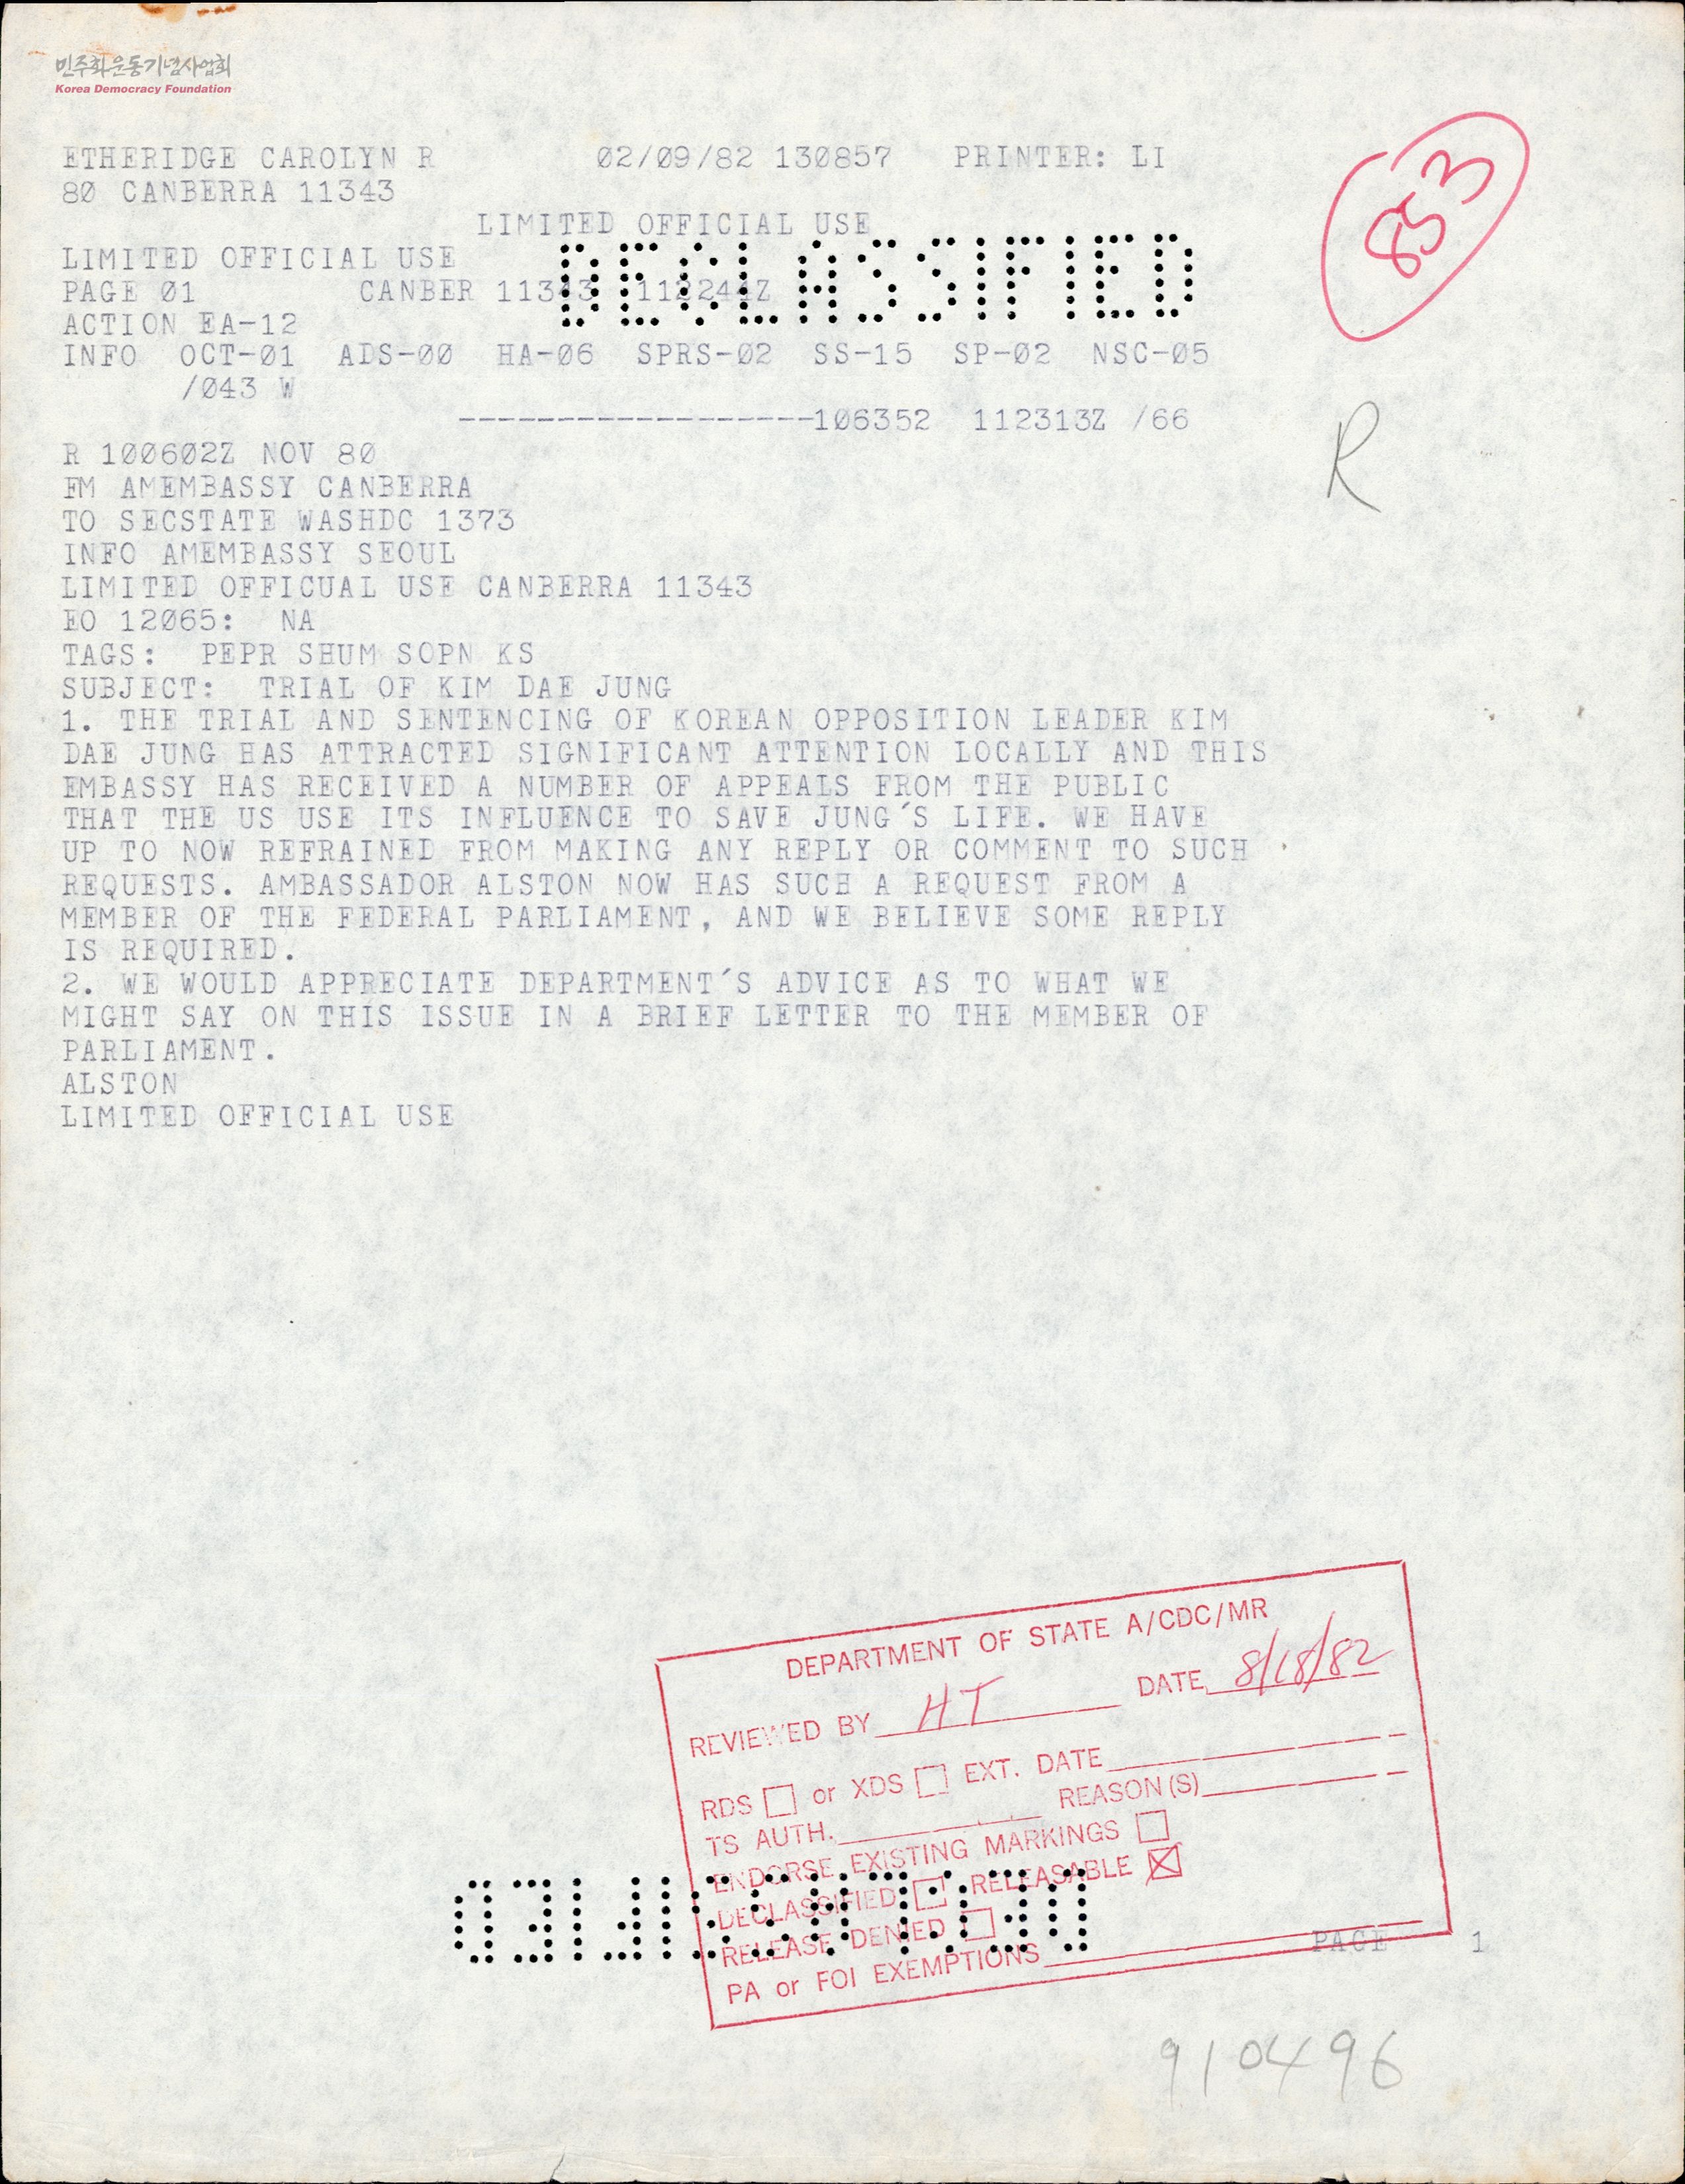 민주화운동기념사업회
Korea Democracy Foundation
853
ETHERIDGE CAROLYN R 02/09/82 130857 PRINTER: LI
80 CANBERRA 11343
LIMITED OFFICIAL USE
DECLASSIFIED
LIMITED OFFICIAL USE
PAGE 01 CANBER 11343 112244Z
ACTION EA-12
INFO OCT-01 ADS-00 HA-06 SPRS-02 SS-15 SP-02 NSC-05
/043 W
------------------106352 112313Z /66
R
R 100602Z NOV 80
FM AMEMBASSY CANBERRA
TO SECSTATE WASHDC 1373
INFO AMEMBASSY SEOUL
LIMITED OFFICUAL USE CANBERRA 11343
EO 12065: NA
TAGS: PEPR SHUM SOPN KS
SUBJECT: TRIAL OF KIM DAE JUNG
1. THE TRIAL AND SENTENCING OF KOREAN OPPOSITION LEADER KIM
DAE JUNG HAS ATTRACTED SIGNIFICANT ATTENTION LOCALLY AND THIS
EMBASSY HAS RECEIVED A NUMBER OF APPEALS FROM THE PUBLIC
THAT THE US USE ITS INFLUENCE TO SAVE JUNG´S LIFE. WE HAVE
UP TO NOW REFRAINED FROM MAKING ANY REPLY OR COMMENT TO SUCH
REQUESTS. AMBASSADOR ALSTON NOW HAS SUCH A REQUEST FROM A
MEMBER OF THE FEDERAL PARLIAMENT, AND WE BELIEVE SOME REPLY
IS REQUIRED.
2. WE WOULD APPRECIATE DEPARTMENT´S ADVICE AS TO WHAT WE
MIGHT SAY ON THIS ISSUE IN A BRIEF LETTER TO THE MEMBER OF
PARLIAMENT.
ALSTON
LIMITED OFFICIAL USE
DEPARTMENT OF STATE A/CDC/MR
REVIEWED BY HT DATE 8/18/82
RDS or XDS EXT. DATE
TS AUTH. REASON(S)
ENDORSE EXISTING MARKINGS
DECLASSIFIED RELEASABLE
RELEASE DENIED
PA or FOI EXEMPTIONS
DECLASSIFIED
PAGE 1
910496